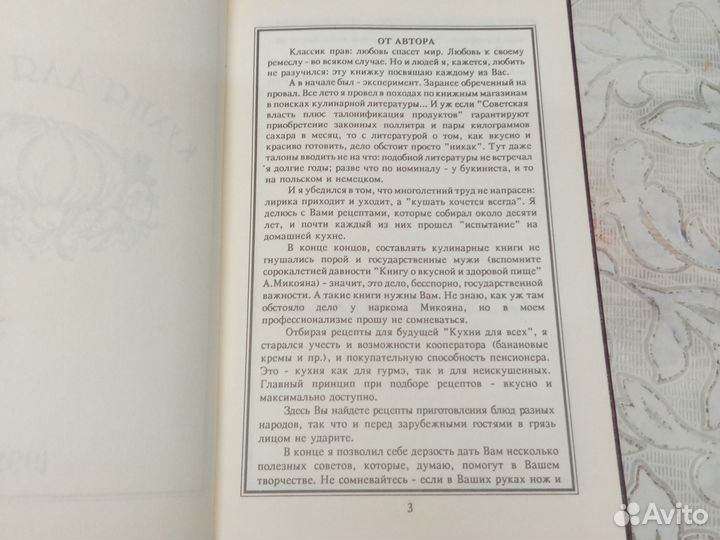 ОТ АВТОРА
Классик прав: любовь спасет мир. Любовь к своему
ремеслу - во всяком случае. Но и людей я, кажется, любить
не разучился: эту книжку посвящаю каждому из Вас.
А в начале был - эксперимент. Заранее обреченный на
провал. Все лето я провел в походах по книжным магазинам
в поисках кулинарной литературы... И уж если "Советская
власть плюс талонификация продуктов" гарантируют
приобретение законных поллитра и пары килограммов
сахара в месяц, то с литературой о том, как вкусно и
красиво готовить, дело обстоит просто "никак". Тут даже
талоны вводить не на что: подобной литературы не встречал
я долгие годы; разве что по номиналу - у букиниста, и то
на польском и немецком.
И я убедился в том, что многолетний труд не напрасен:
лирика приходит и уходит, а "кушать хочется всегда". Я
делюсь с Вами рецептами, которые собирал около десяти
лет, и почти каждый из них прошел "испытание" на
домашней кухне.
В конце концов, составлять кулинарные книги не
гнушались порой и государственные мужи (вспомните
сорокалетней давности "Книгу о вкусной и здоровой пище"
А.Микояна) - значит, это дело, бесспорно, государственной
важности. А такие книги нужны Вам. Не знаю, как уж там
обстояло дело у наркома Микояна, но в моем
профессионализме прошу не сомневаться.
Отбирая рецепты для будущей "Кухни для всех", я
старался учесть и возможности кооператора (банановые
кремы и пр.), и покупательную способность пенсионера.
Это - кухня как для гурмэ, так и для неискушенных.
Главный принцип при подборе рецептов - вкусно и
максимально доступно.
Здесь Вы найдете рецепты приготовления блюд разных
народов, так что и перед зарубежными гостями в грязь
лицом не ударите.
В конце я позволил себе дерзость дать Вам несколько
полезных советов, которые, думаю, помогут в Вашем
творчестве. Не сомневайтесь - если в Ваших руках нож и
3
Avito